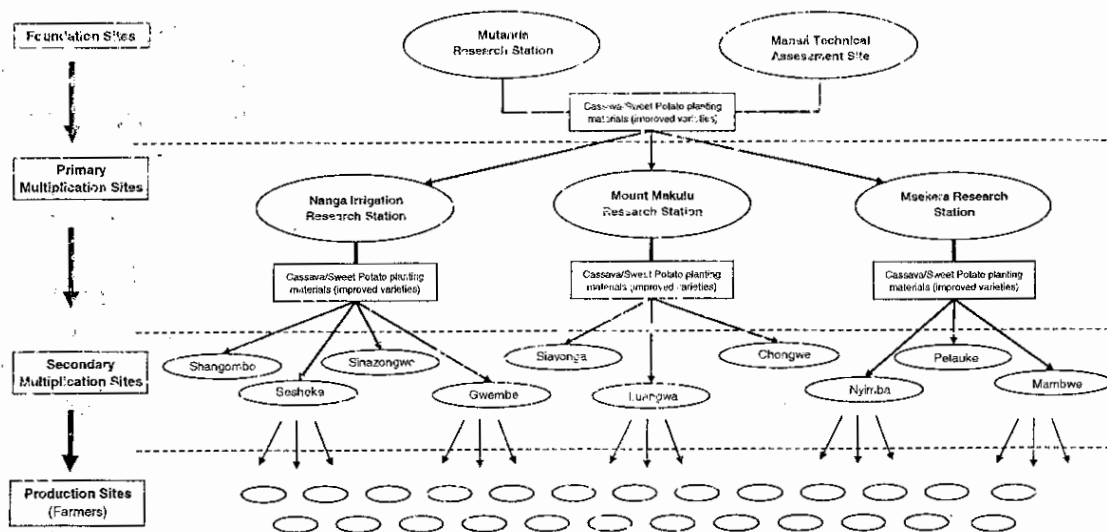 Foundation Sites
Research Station
Technical
Assessment Site
Cassava/Sweet Potato planting
materials (improved varieties)
Primary
Multiplication Sites
Nanga Irrigation
Research Station
Mount Makulu
Research Station
Msekera Research
Station
Cassava/Sweet Potato planting
materials (improved varieties)
Cassava/Sweet Potato planting
materials (improved varieties)
Cassava/Sweet Potato planting
materials (improved varieties)
Secondary
Multiplication Sites
Shangombo
Sinazongwe
Siavonga
Chongwe
Petauke
Sesheke
Gwembe
Luangwa
Nyimba
Mambwe
Production Sites
(Farmers)